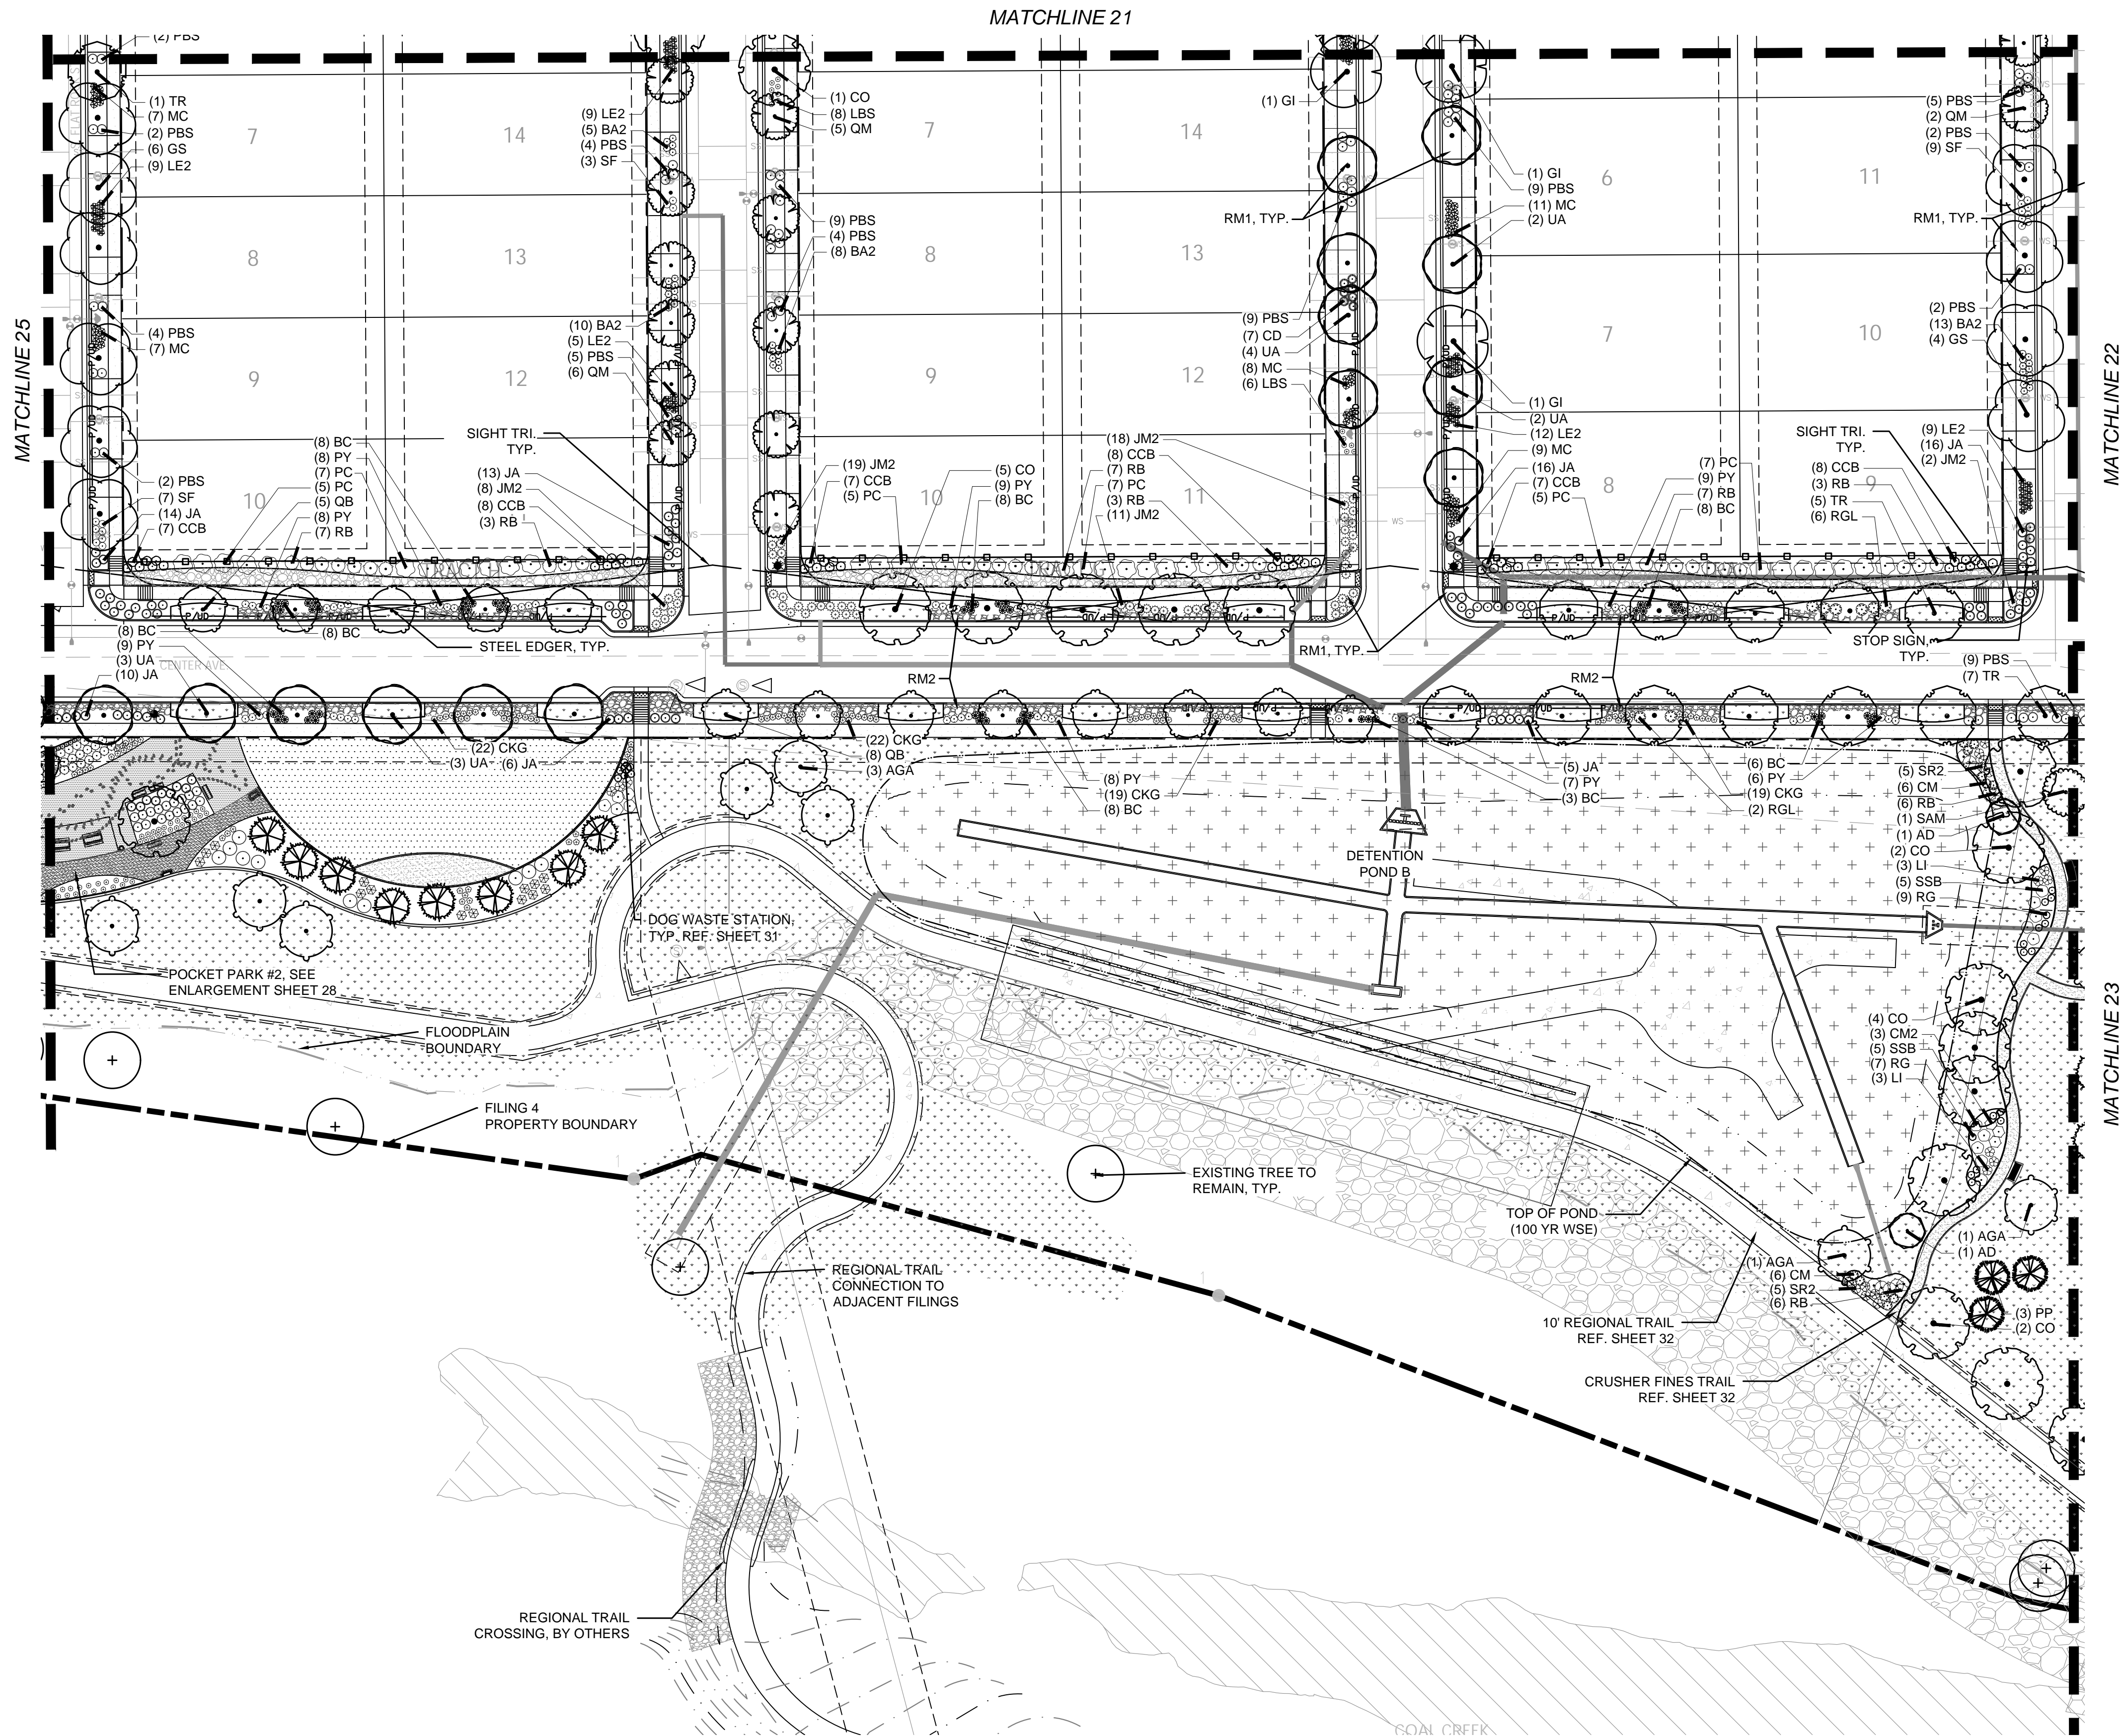 MATCHLINE 21
(2) PBS
(1) TR
(7) MC
(2) PBS
(6) GS
(9) LE2
7
14
(9) LE2
(5) BA2
(4) PBS
(3) SF
(1) CO
(8) LBS
(5) QM
7
14
(1) GI
(5) PBS
(2) QM
(2) PBS
(9) SF
(1) GI
(9) PBS
(11) MC
(2) UA
6
11
RM1, TYP.
RM1, TYP.
8
13
(9) PBS
(4) PBS
(8) BA2
8
13
MATCHLINE 25
(4) PBS
(7) MC
9
12
(10) BA2
(5) LE2
(5) PBS
(6) QM
9
12
(9) PBS
(7) CD
(4) UA
(8) MC
(6) LBS
7
10
(2) PBS
(13) BA2
(4) GS
MATCHLINE 22
(1) GI
(2) UA
(12) LE2
(9) MC
(16) JA
(7) CCB
(5) PC
(2) PBS
(7) SF
(14) JA
(7) CCB
10
(8) BC
(8) PY
(7) PC
(5) PC
(5) QB
(8) PY
(7) RB
SIGHT TRI.
TYP.
(13) JA
(8) JM2
(8) CCB
(3) RB
(19) JM2
(7) CCB
(5) PC
10
(5) CO
(9) PY
(8) BC
(18) JM2
(8) CCB
(7) RB
(7) PC
(3) RB
(11) JM2
11
8
(7) PC
(9) PY
(7) RB
(8) BC
SIGHT TRI.
TYP.
(8) CCB
(3) RB
(5) TR
(6) RGL
9
(9) LE2
(16) JA
(2) JM2
P/UD
P/UD
P/UD
P/UD
(8) BC
(9) PY
(3) UA
(10) JA
(8) BC
STEEL EDGER, TYP.
CENTER AVE.
RM2
RM1, TYP.
RM2
STOP SIGN,
TYP.
(9) PBS
(7) TR
(22) CKG
(3) UA
(6) JA
(22) CKG
(8) QB
(3) AGA
(8) PY
(19) CKG
(8) BC
(5) JA
(7) PY
(3) BC
(6) BC
(6) PY
(19) CKG
(2) RGL
(5) SR2
(6) CM
(6) RB
(1) SAM
(1) AD
(2) CO
(3) LI
(5) SSB
(9) RG
DETENTION
POND B
DOG WASTE STATION,
TYP. REF. SHEET 31
POCKET PARK #2, SEE
ENLARGEMENT SHEET 28
FLOODPLAIN
BOUNDARY
(4) CO
(3) CM2
(5) SSB
(7) RG
(3) LI
MATCHLINE 23
FILING 4
PROPERTY BOUNDARY
EXISTING TREE TO
REMAIN, TYP.
TOP OF POND
(100 YR WSE)
(1) AGA
(1) AD
(1) AGA
(6) CM
(5) SR2
(6) RB
REGIONAL TRAIL
CONNECTION TO
ADJACENT FILINGS
(3) PP
(2) CO
10' REGIONAL TRAIL
REF. SHEET 32
CRUSHER FINES TRAIL
REF. SHEET 32
REGIONAL TRAIL
CROSSING, BY OTHERS
COAL CREEK